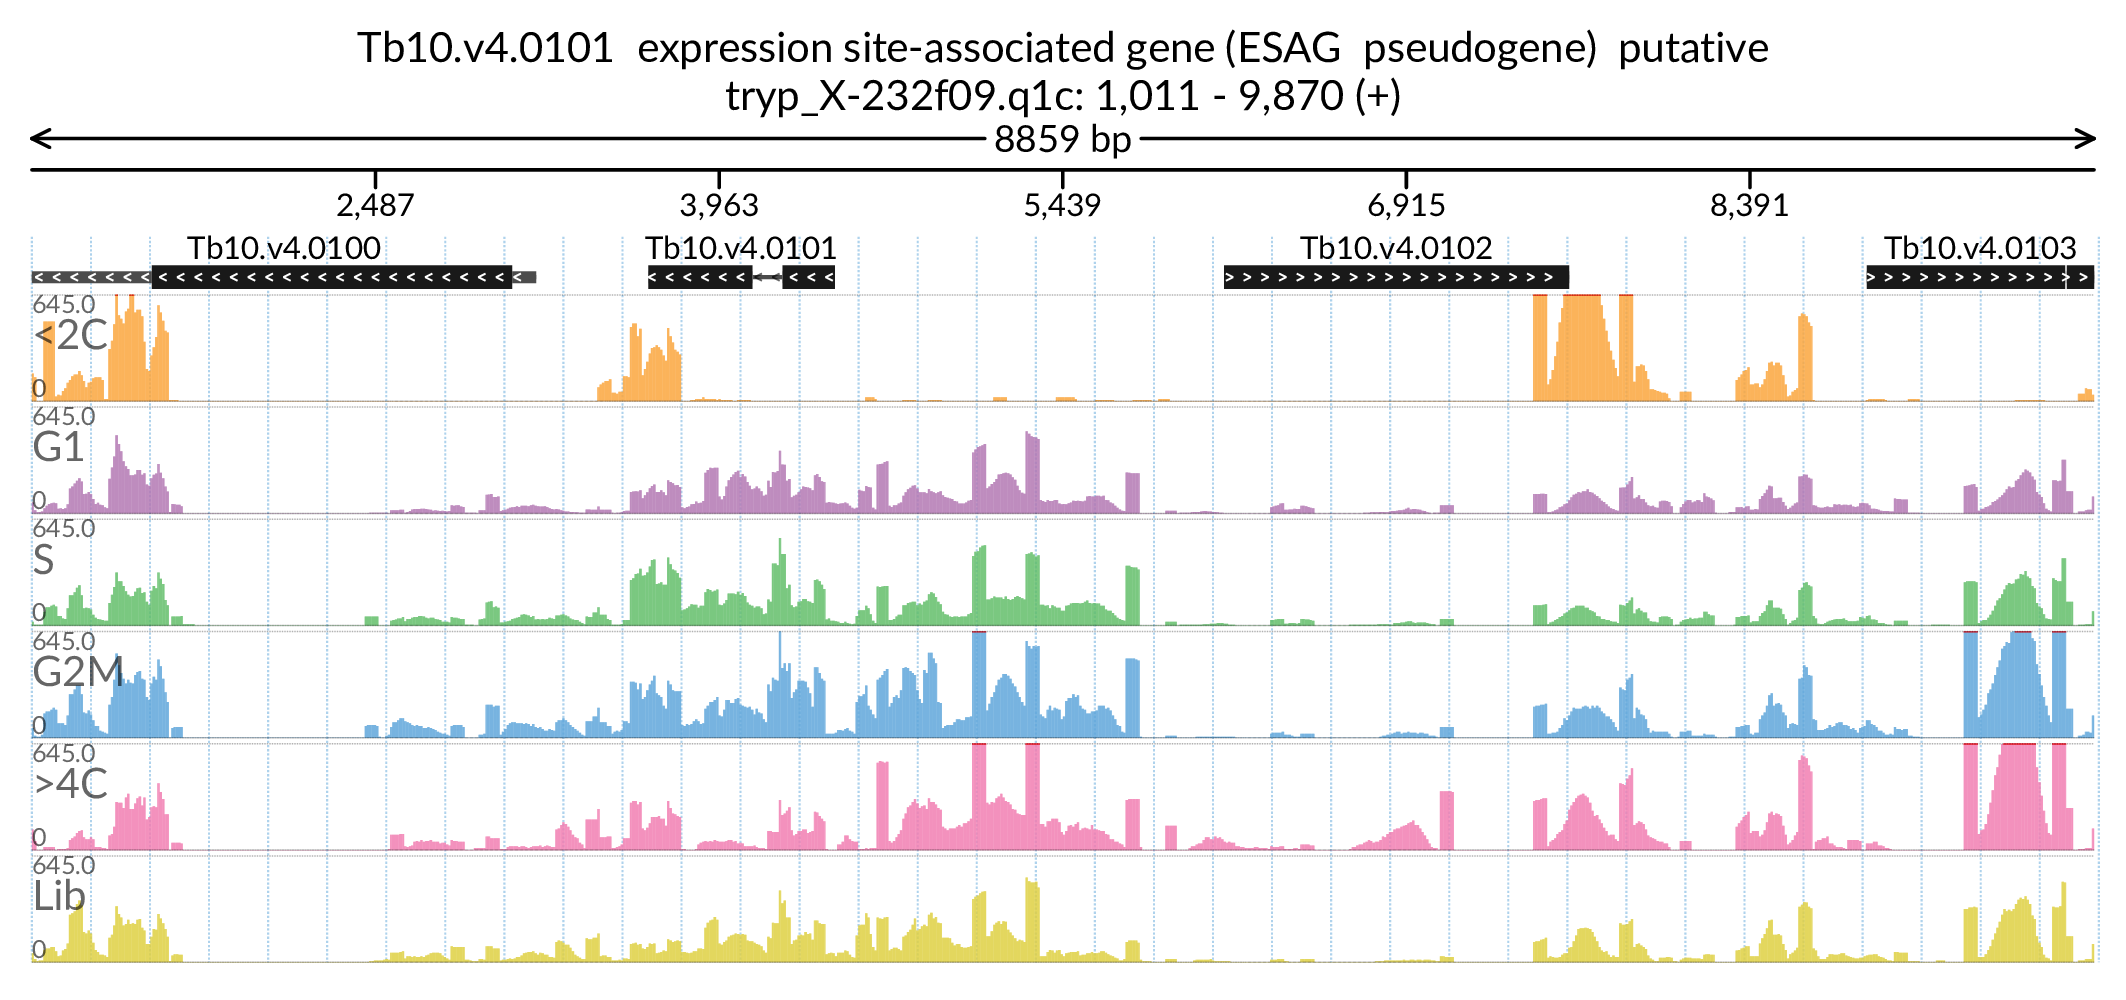 Tb10.v4.0101 expression site-associated gene (ESAG pseudogene) putative
tryp_X-232f09.q1c: 1,011 - 9,870 (+)
8859 bp
2,487 3,963 5,439 6,915 8,391
Tb10.v4.0100 Tb10.v4.0101 Tb10.v4.0102 Tb10.v4.0103
645.0
<2C
0
645.0
G1
0
645.0
S
0
645.0
G2M
0
645.0
>4C
0
645.0
Lib
0